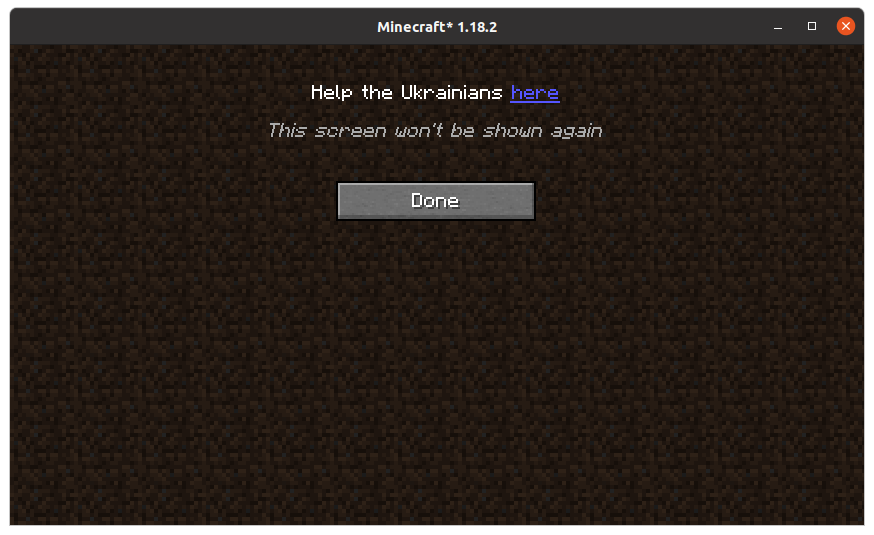 Minecraft* 1.18.2
Help the Ukrainians here
This screen won't be shown again
Done